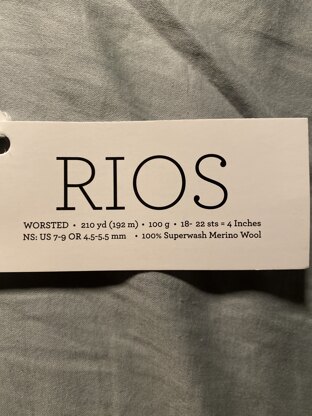 RIOS
WORSTED • 210 yd (192 m) • 100 g • 18- 22 sts = 4 Inches
NS: US 7-9 OR 4.5-5.5 mm • 100% Superwash Merino Wool